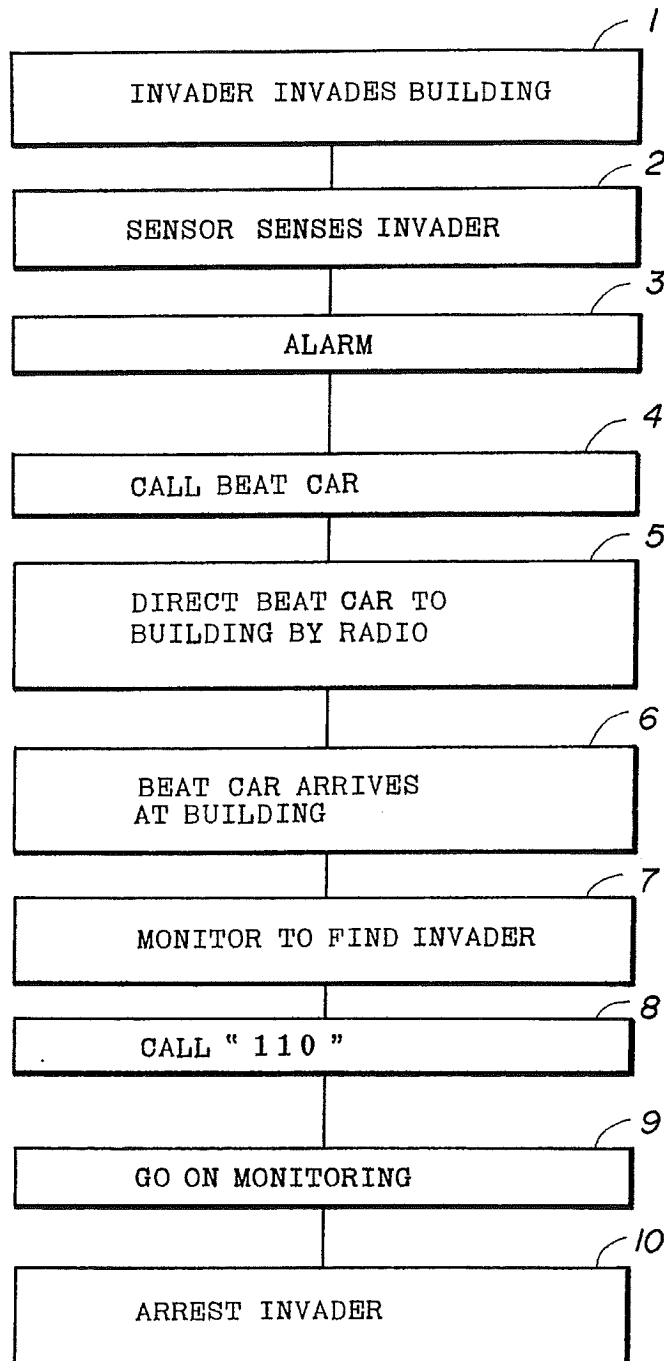 1
INVADER INVADES BUILDING
2
SENSOR SENSES INVADER
3
ALARM
4
CALL BEAT CAR
5
DIRECT BEAT CAR TO
BUILDING BY RADIO
6
BEAT CAR ARRIVES
AT BUILDING
7
MONITOR TO FIND INVADER
8
CALL “ 110 ”
9
GO ON MONITORING
10
ARREST INVADER